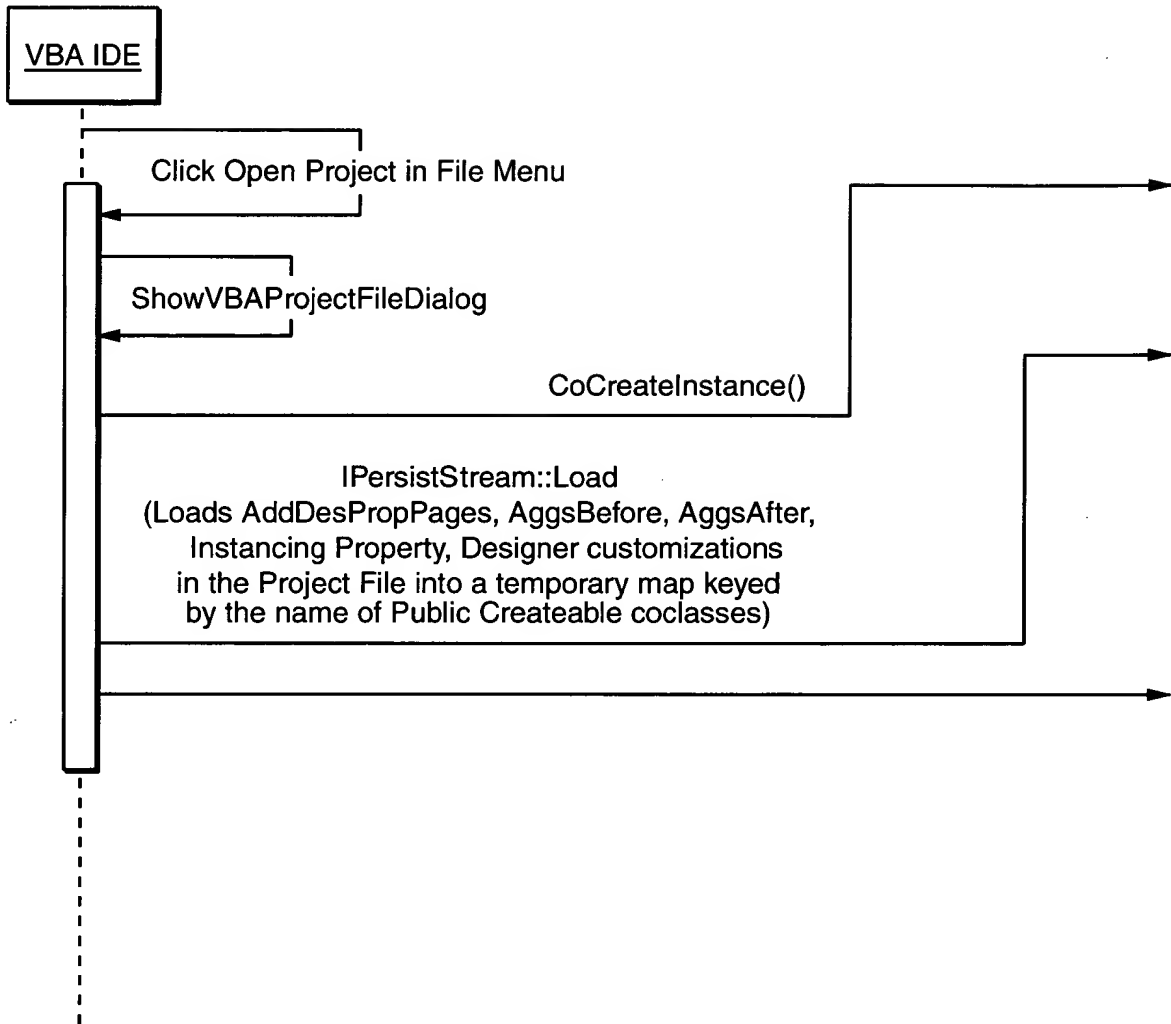 VBA IDE
Click Open Project in File Menu
ShowVBAProjectFileDialog
CoCreateInstance()
IPersistStream::Load
(Loads AddDesPropPages, AggsBefore, AggsAfter,
Instancing Property, Designer customizations
in the Project File into a temporary map keyed
by the name of Public Createable coclasses)